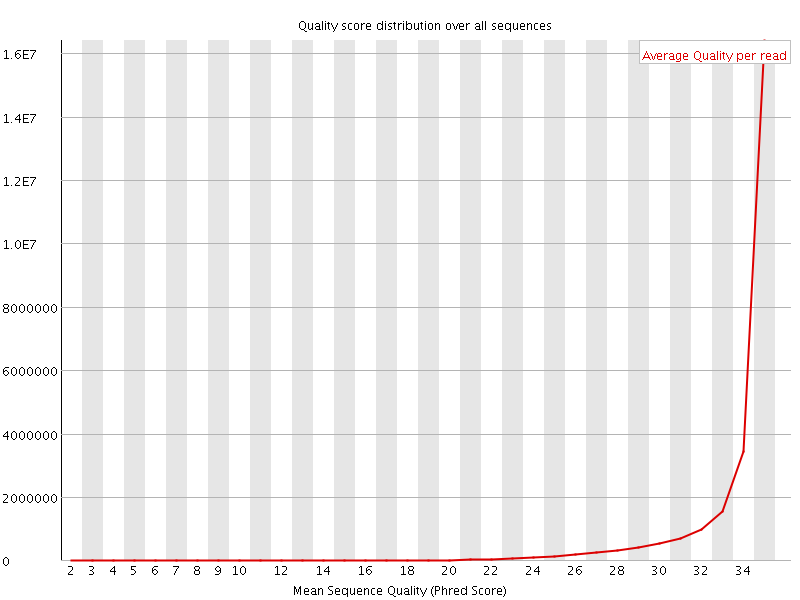 Quality score distribution over all sequences
Average Quality per read
1.6E7
1.4E7
1.2E7
1.0E7
8000000
6000000
4000000
2000000
0
2 3 4 5 6 7 8 9 10 12 14 16 18 20 22 24 26 28 30 32 34
Mean Sequence Quality (Phred Score)